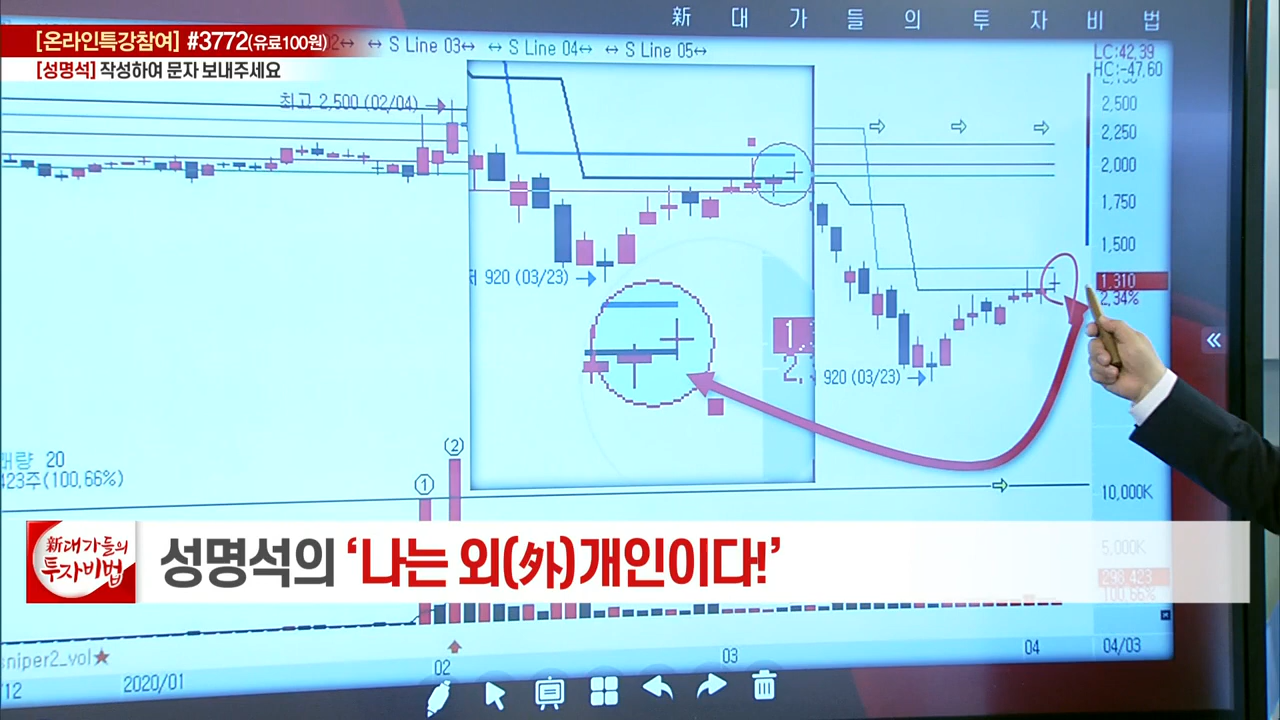 新 대 가 들 의 투 자 비 법
[온라인특강참여] #3772(유료100원)
[성명석] 작성하여 문자 보내주세요
S Line 03 S Line 04 S Line 05
LC:42,39
HC:-47,60
최고 2,500 (02/04)
2,500
2,250
2,000
1,750
1,500
1,310
2,34%
920 (03/23)
1.
2,
920 (03/23)
① ②
20
423주(100,66%)
10,000K
5,000K
296,423
100,66%
新대가들의
투자비법
성명석의 ‘나는 외(外)개인이다!’
sniper2_vol★
/12 2020/01 02 03 04 04/03